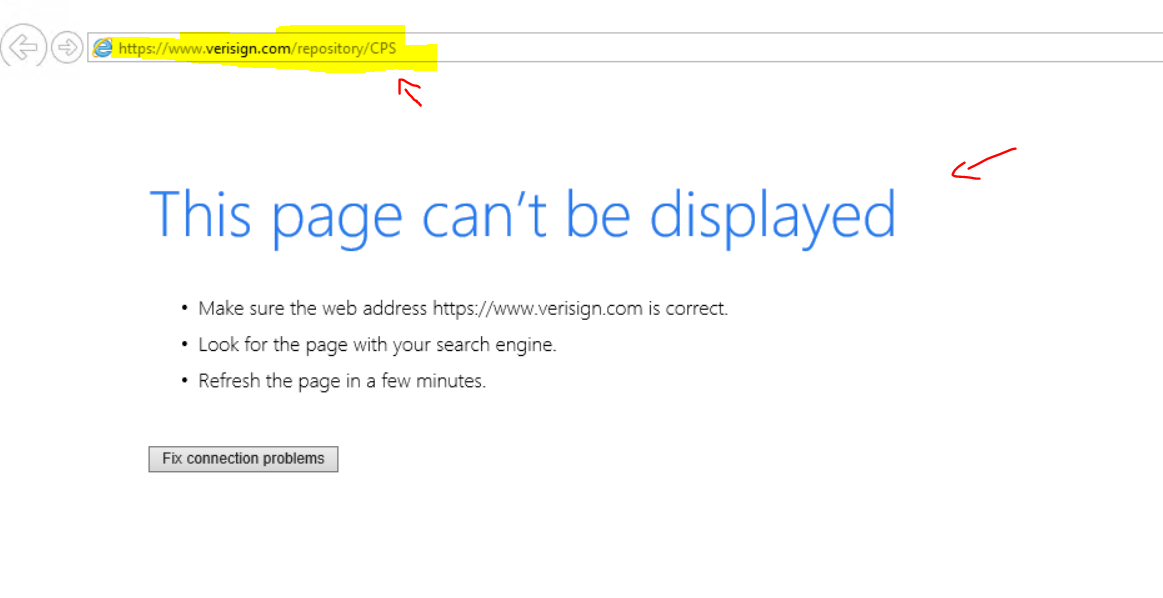 https://www.verisign.com/repository/CPS
This page can't be displayed
• Make sure the web address https://www.verisign.com is correct.
• Look for the page with your search engine.
• Refresh the page in a few minutes.
Fix connection problems